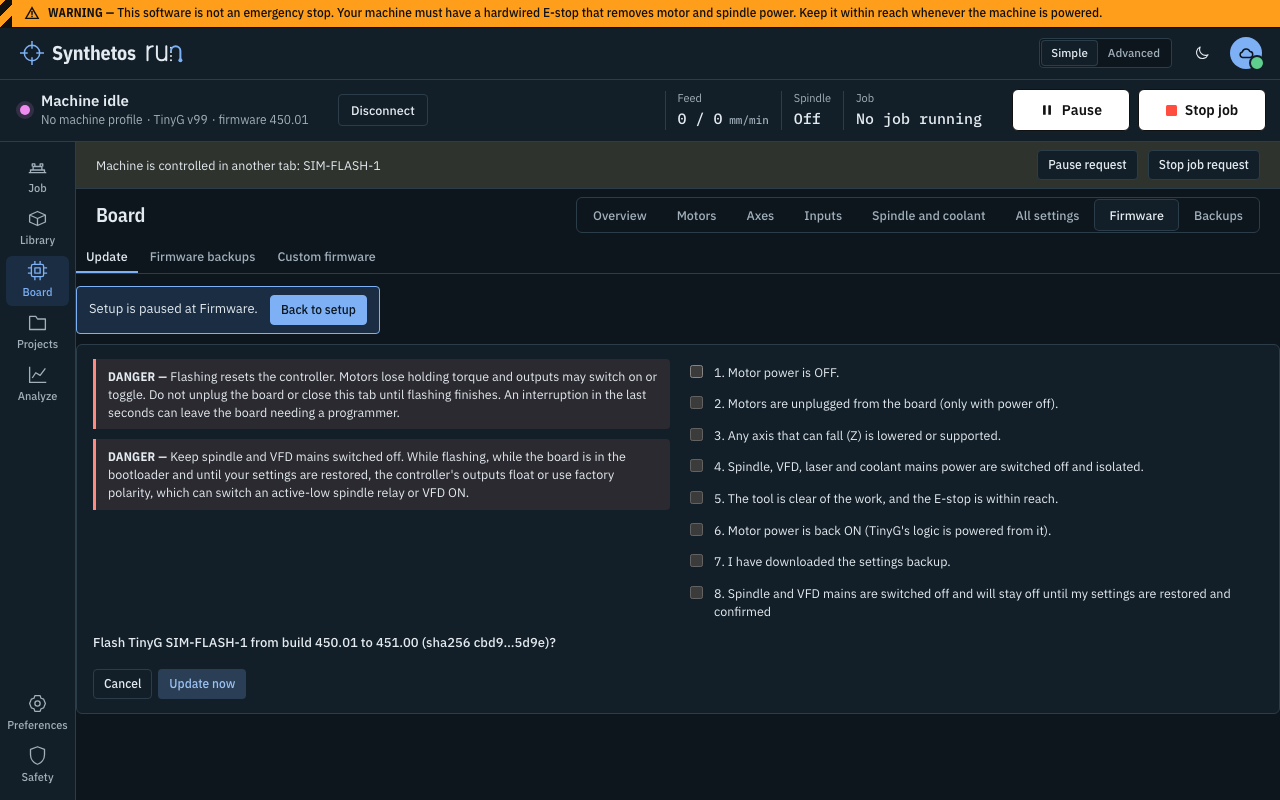 WARNING — This software is not an emergency stop. Your machine must have a hardwired E-stop that removes motor and spindle power. Keep it within reach whenever the machine is powered.
Synthetos run
Simple
Advanced
Machine idle
No machine profile · TinyG v99 · firmware 450.01
Disconnect
Feed
0 / 0 mm/min
Spindle
Off
Job
No job running
Pause
Stop job
Job
Library
Board
Projects
Analyze
Preferences
Safety
Machine is controlled in another tab: SIM-FLASH-1
Pause request
Stop job request
Board
Overview
Motors
Axes
Inputs
Spindle and coolant
All settings
Firmware
Backups
Update
Firmware backups
Custom firmware
Setup is paused at Firmware.
Back to setup
DANGER — Flashing resets the controller. Motors lose holding torque and outputs may switch on or
toggle. Do not unplug the board or close this tab until flashing finishes. An interruption in the last
seconds can leave the board needing a programmer.
DANGER — Keep spindle and VFD mains switched off. While flashing, while the board is in the
bootloader and until your settings are restored, the controller's outputs float or use factory
polarity, which can switch an active-low spindle relay or VFD ON.
1. Motor power is OFF.
2. Motors are unplugged from the board (only with power off).
3. Any axis that can fall (Z) is lowered or supported.
4. Spindle, VFD, laser and coolant mains power are switched off and isolated.
5. The tool is clear of the work, and the E-stop is within reach.
6. Motor power is back ON (TinyG's logic is powered from it).
7. I have downloaded the settings backup.
8. Spindle and VFD mains are switched off and will stay off until my settings are restored and
confirmed
Flash TinyG SIM-FLASH-1 from build 450.01 to 451.00 (sha256 cbd9…5d9e)?
Cancel
Update now